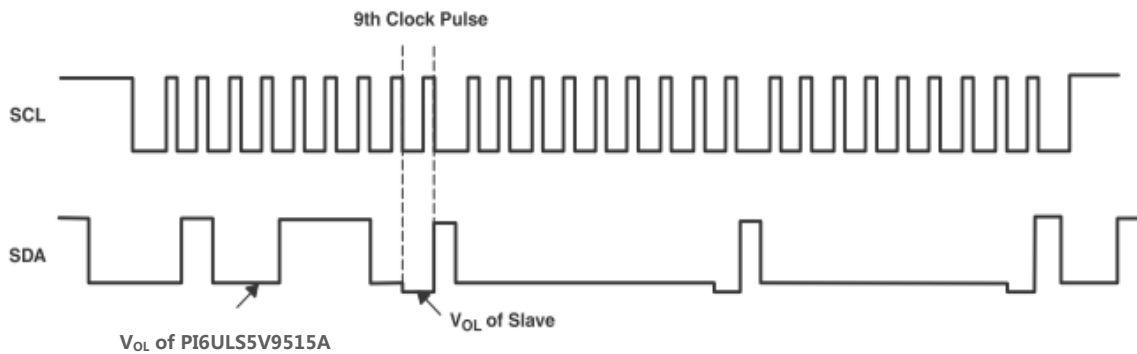 9th Clock Pulse
SCL
SDA
VOL of Slave
VOL of PI6ULS5V9515A